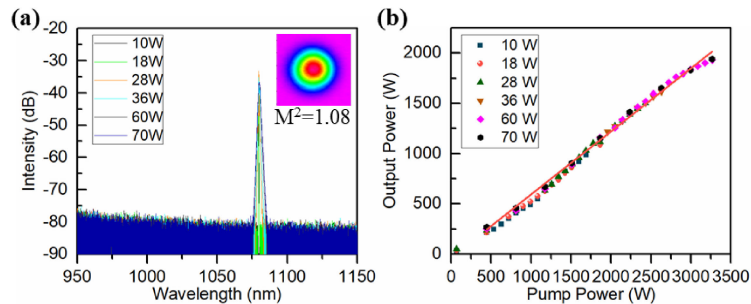 (a)
-20
-30
-40
-50
-60
-70
-80
-90
Intensity (dB)
10W
18W
28W
36W
60W
70W
M²=1.08
950
1000
1050
1100
1150
Wavelength (nm)
(b)
2000
1500
1000
500
0
Output Power (W)
10 W
18 W
28 W
36 W
60 W
70 W
0
500
1000
1500
2000
2500
3000
3500
Pump Power (W)